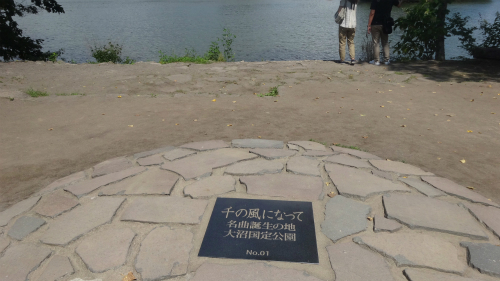 千の風になって
名曲誕生の地
大沼国定公園
No.01